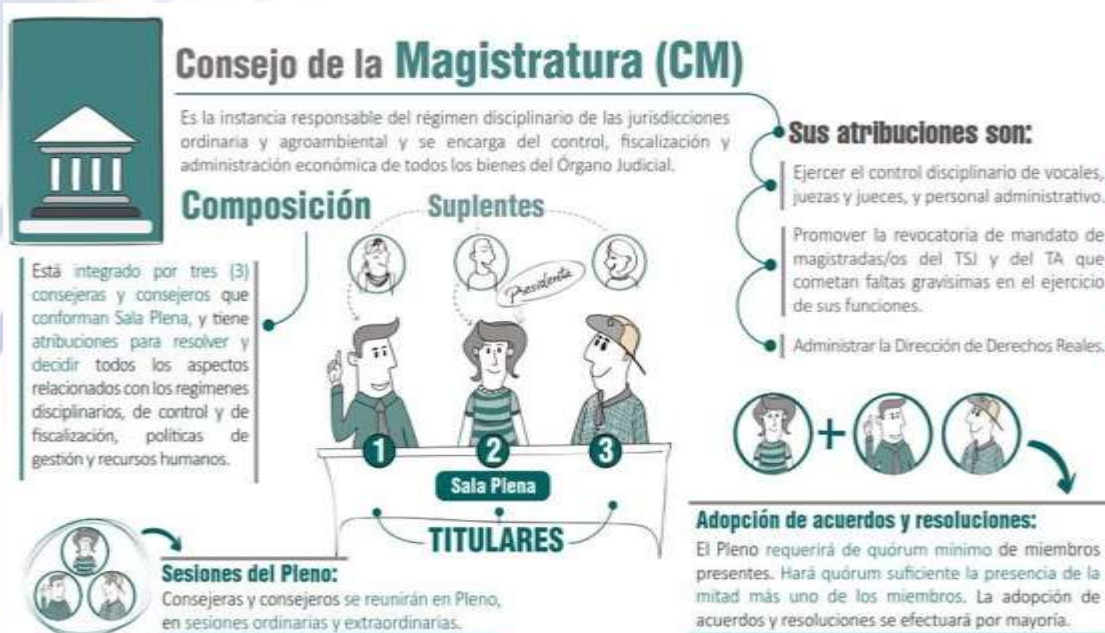 Consejo de la Magistratura (CM)
Es la instancia responsable del régimen disciplinario de las jurisdicciones
ordinaria y agroambiental y se encarga del control, fiscalización y
administración económica de todos los bienes del Órgano Judicial.
Composición
Está integrado por tres (3)
consejeras y consejeros que
conforman Sala Plena, y tiene
atribuciones para resolver y
decidir todos los aspectos
relacionados con los regimenes
disciplinarios, de control y de
fiscalización, políticas de
gestión y recursos humanos.
Suplentes
Presidenta
1
2
3
Sala Plena
TITULARES
Sesiones del Pleno:
Consejeras y consejeros se reunirán en Pleno,
en sesiones ordinarias y extraordinarias.
Sus atribuciones son:
Ejercer el control disciplinario de vocales,
juezas y jueces, y personal administrativo.
Promover la revocatoria de mandato de
magistradas/os del TSJ y del TA que
cometan faltas gravísimas en el ejercicio
de sus funciones.
Administrar la Dirección de Derechos Reales.
+
Adopción de acuerdos y resoluciones:
El Pleno requerirá de quórum mínimo de miembros
presentes. Hará quórum suficiente la presencia de la
mitad más uno de los miembros. La adopción de
acuerdos y resoluciones se efectuará por mayoría.